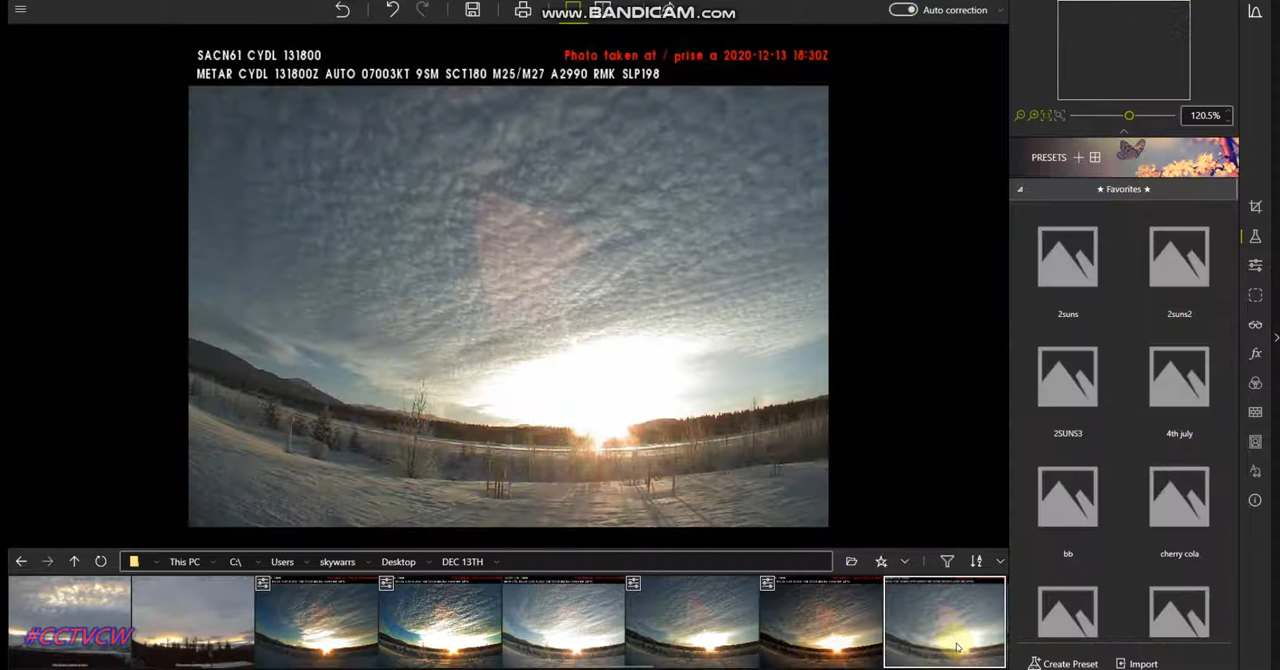 www.BANDICAM.com
Auto correction
SACN61 CYDL 131800
Photo taken at / prise a 2020-12-13 18:30Z
METAR CYDL 131800Z AUTO 07003KT 9SM SCT180 M25/M27 A2990 RMK SLP198
120.5%
PRESETS
★ Favorites ★
2suns
2suns2
2SUNS3
4th july
bb
cherry cola
This PC
C:\
Users
skywarrs
Desktop
DEC 13TH
#CCTVCW
Create Preset
Import